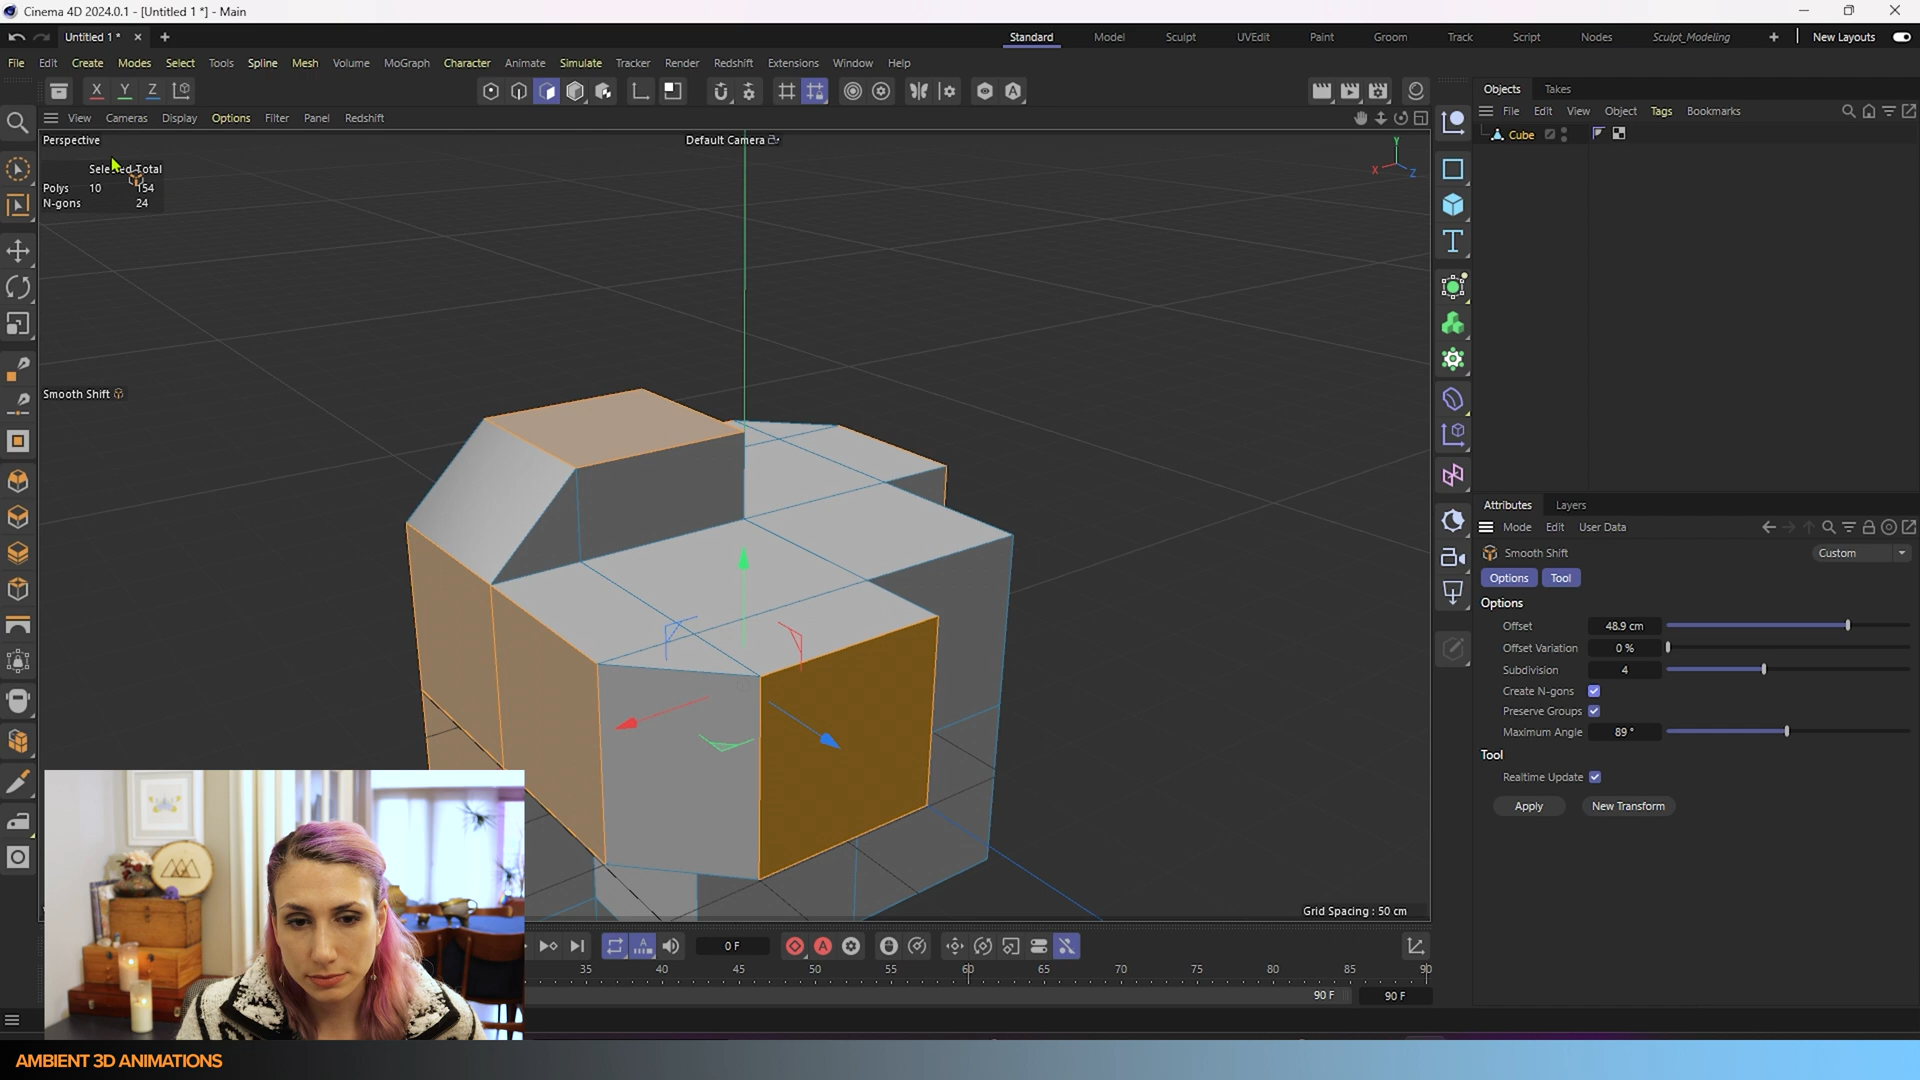 Cinema 4D 2024.0.1 - [Untitled 1 *] - Main
Untitled 1 *
Standard Model Sculpt UVEdit Paint Groom Track Script Nodes Sculpt_Modeling New Layouts
File Edit Create Modes Select Tools Spline Mesh Volume MoGraph Character Animate Simulate Tracker Render Redshift Extensions Window Help
X Y Z
Objects Takes
View Cameras Display Options Filter Panel Redshift
File Edit View Object Tags Bookmarks
Perspective
Default Camera
Cube
Y
X
Z
Selected Total
Polys 10 154
N-gons 24
Smooth Shift
Attributes Layers
Mode Edit User Data
Smooth Shift
Custom
Options Tool
Options
Offset 48.9 cm
Offset Variation 0 %
Subdivision 4
Create N-gons
Preserve Groups
Maximum Angle 89 °
Tool
Realtime Update
Apply New Transform
Grid Spacing : 50 cm
0 F
35 40 45 50 55 60 65 70 75 80 85 90
90 F 90 F
AMBIENT 3D ANIMATIONS